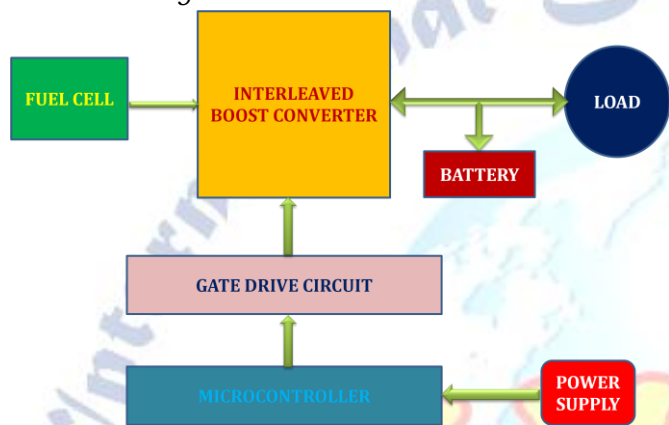 FUEL CELL
INTERLEAVED
BOOST CONVERTER
LOAD
BATTERY
GATE DRIVE CIRCUIT
MICROCONTROLLER
POWER
SUPPLY